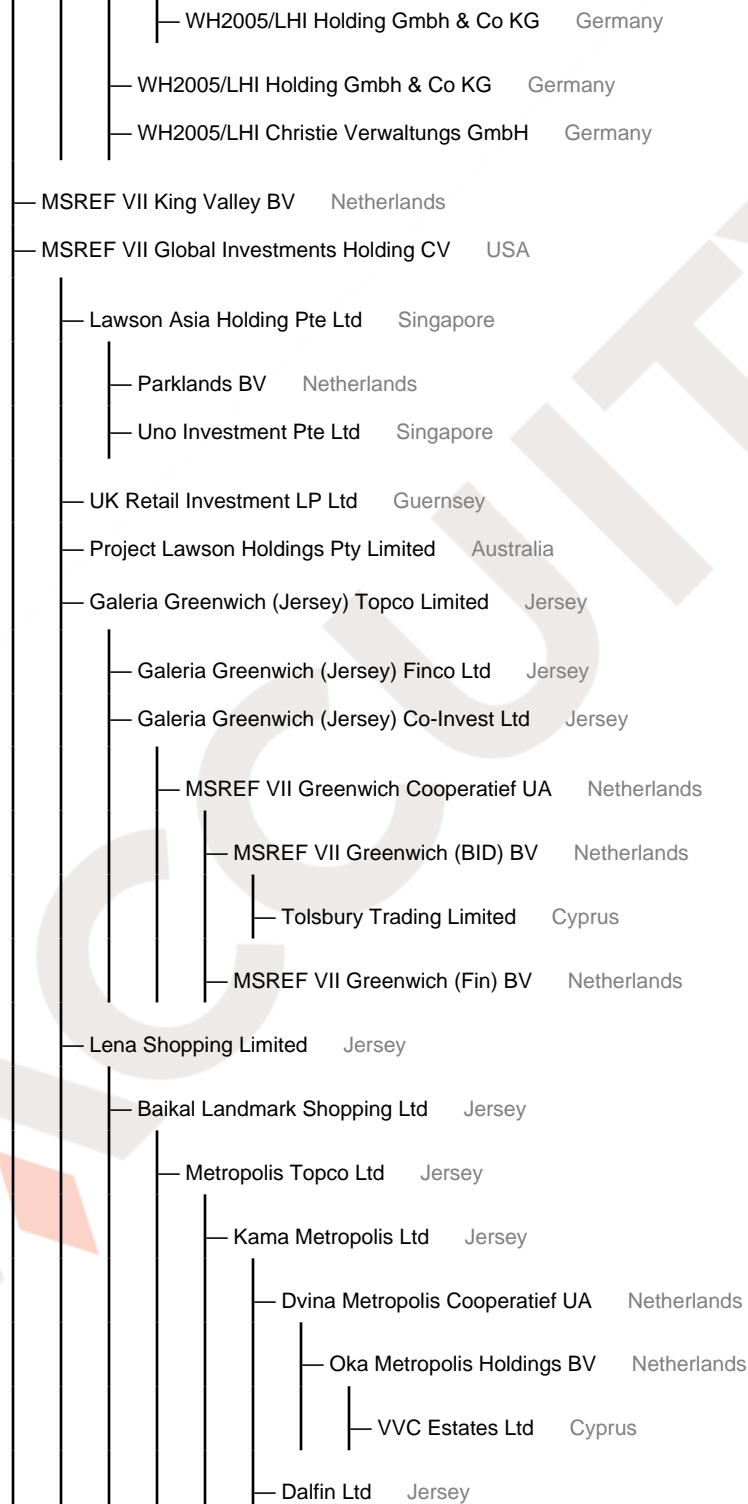 WH2005/LHI Holding Gmbh & Co KG Germany
WH2005/LHI Holding Gmbh & Co KG Germany
WH2005/LHI Christie Verwaltungs GmbH Germany
MSREF VII King Valley BV Netherlands
MSREF VII Global Investments Holding CV USA
Lawson Asia Holding Pte Ltd Singapore
Parklands BV Netherlands
Uno Investment Pte Ltd Singapore
UK Retail Investment LP Ltd Guernsey
Project Lawson Holdings Pty Limited Australia
Galeria Greenwich (Jersey) Topco Limited Jersey
Galeria Greenwich (Jersey) Finco Ltd Jersey
Galeria Greenwich (Jersey) Co-Invest Ltd Jersey
MSREF VII Greenwich Cooperatief UA Netherlands
MSREF VII Greenwich (BID) BV Netherlands
Tolsbury Trading Limited Cyprus
MSREF VII Greenwich (Fin) BV Netherlands
Lena Shopping Limited Jersey
Baikal Landmark Shopping Ltd Jersey
Metropolis Topco Ltd Jersey
Kama Metropolis Ltd Jersey
Dvina Metropolis Cooperatief UA Netherlands
Oka Metropolis Holdings BV Netherlands
VVC Estates Ltd Cyprus
Dalfin Ltd Jersey